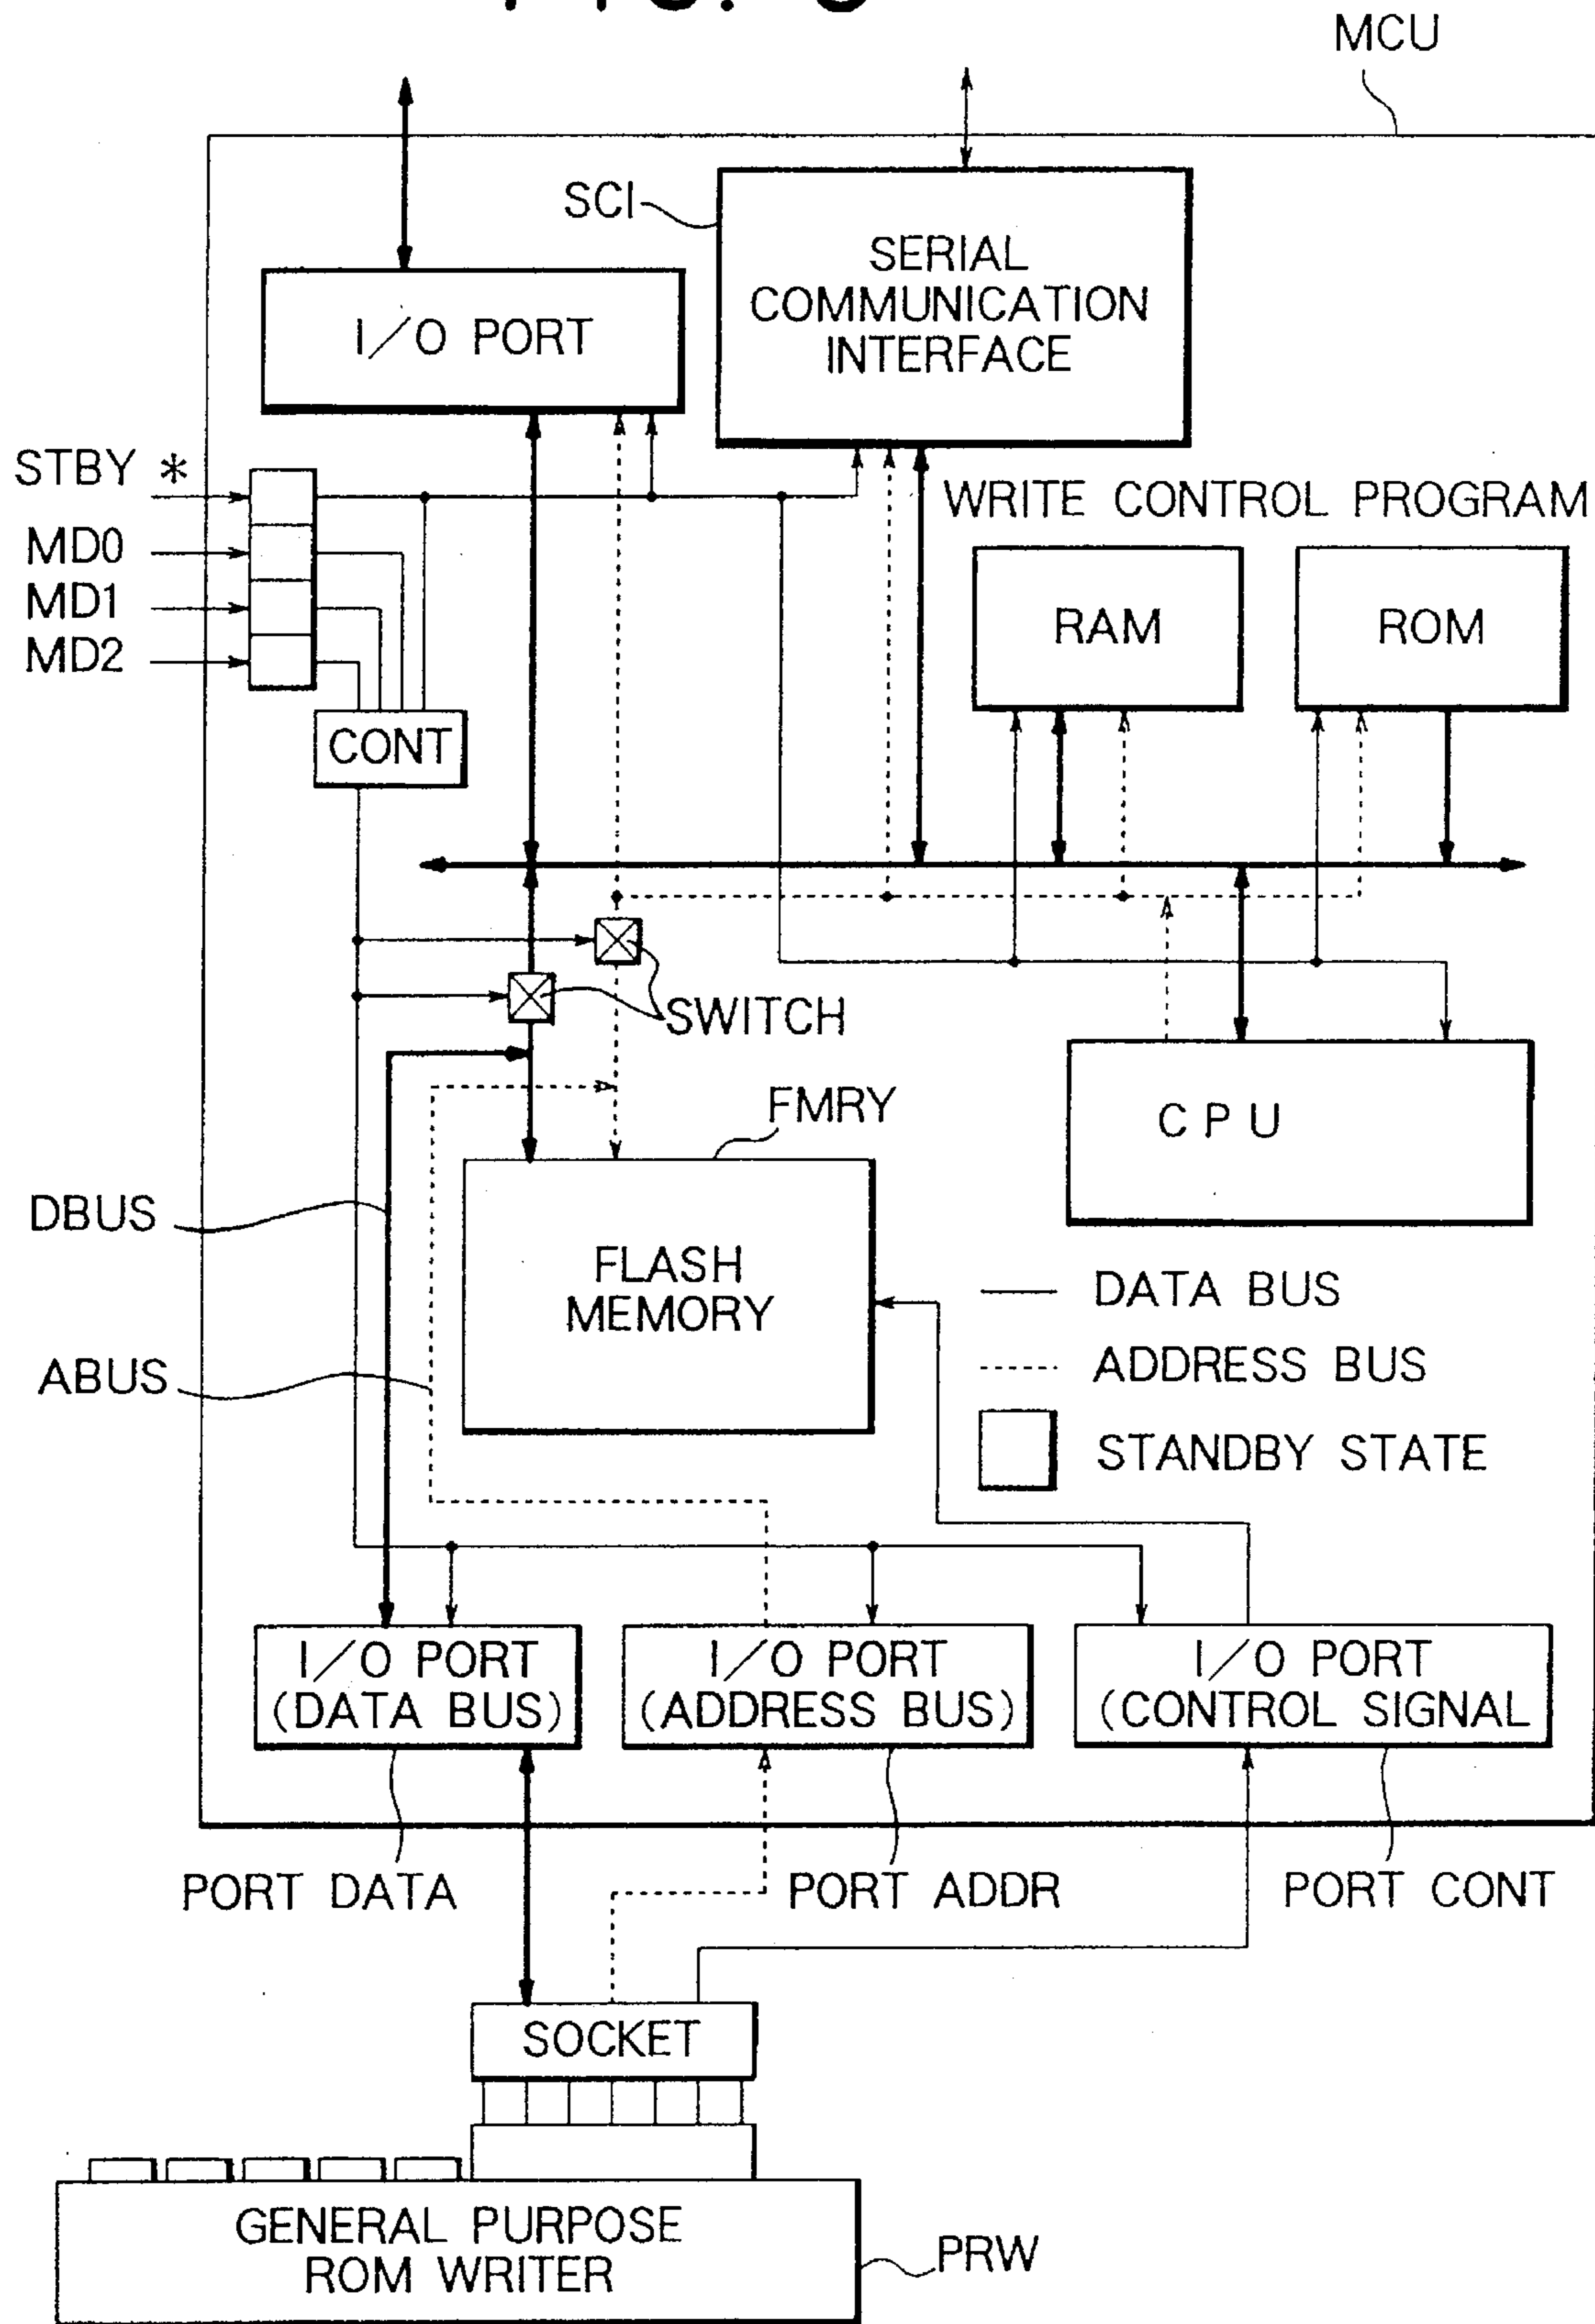 MCU
SCI
SERIAL
COMMUNICATION
INTERFACE
I/O PORT
STBY *
MD0
MD1
MD2
WRITE CONTROL PROGRAM
RAM
ROM
CONT
SWITCH
FMRY
CPU
DBUS
FLASH
MEMORY
DATA BUS
ABUS
ADDRESS BUS
STANDBY STATE
I/O PORT
(DATA BUS)
I/O PORT
(ADDRESS BUS)
I/O PORT
(CONTROL SIGNAL
PORT DATA
PORT ADDR
PORT CONT
SOCKET
GENERAL PURPOSE
ROM WRITER
PRW